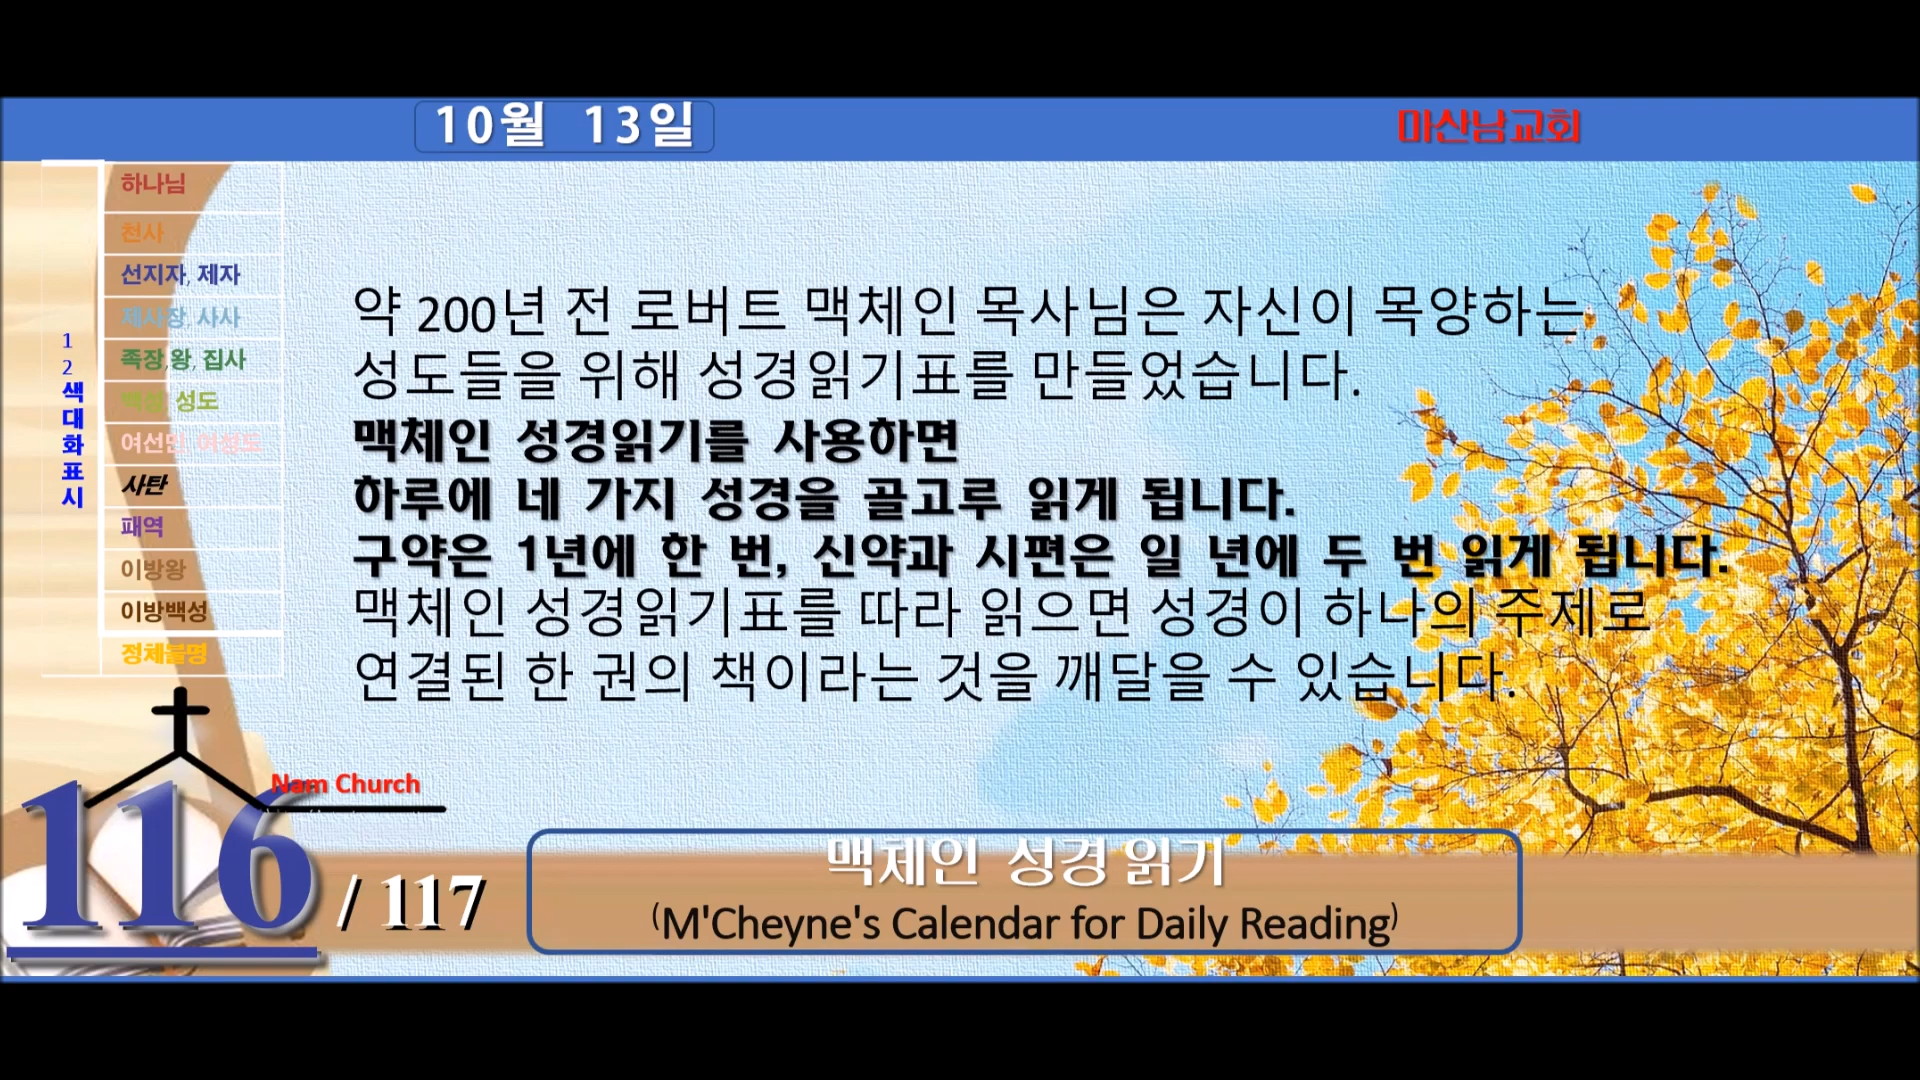 10월 13일
마산남교회
12색대화표시
하나님
천사
선지자, 제자
제사장, 사사
족장,왕, 집사
백성, 성도
여선민, 여성도
사탄
패역
이방왕
이방백성
정체불명
약 200년 전 로버트 맥체인 목사님은 자신이 목양하는
성도들을 위해 성경읽기표를 만들었습니다.
맥체인 성경읽기를 사용하면
하루에 네 가지 성경을 골고루 읽게 됩니다.
구약은 1년에 한 번, 신약과 시편은 일 년에 두 번 읽게 됩니다.
맥체인 성경읽기표를 따라 읽으면 성경이 하나의 주제로
연결된 한 권의 책이라는 것을 깨달을 수 있습니다.
Nam Church
116 / 117
맥체인 성경 읽기
(M'Cheyne's Calendar for Daily Reading)